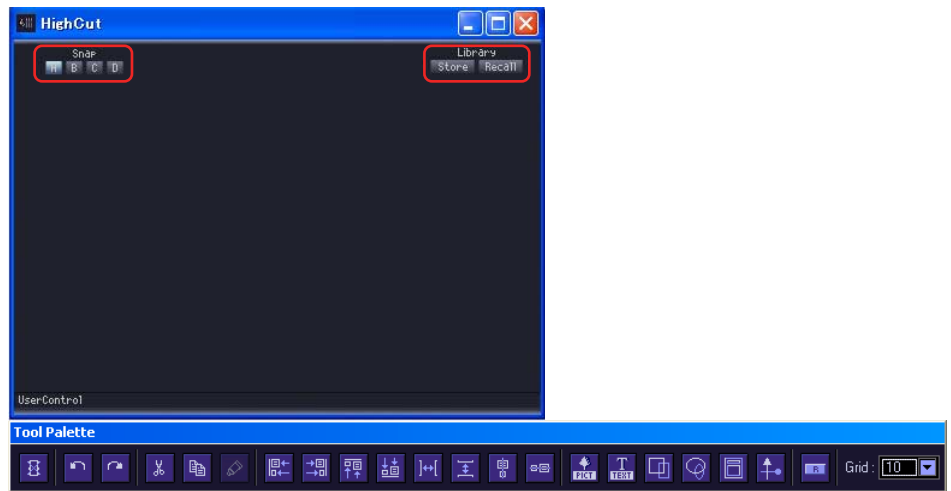 HighCut
Snap
A B C D
Library
Store Recall
UserControl
Tool Palette
PICT
TEXT
R
Grid: 10